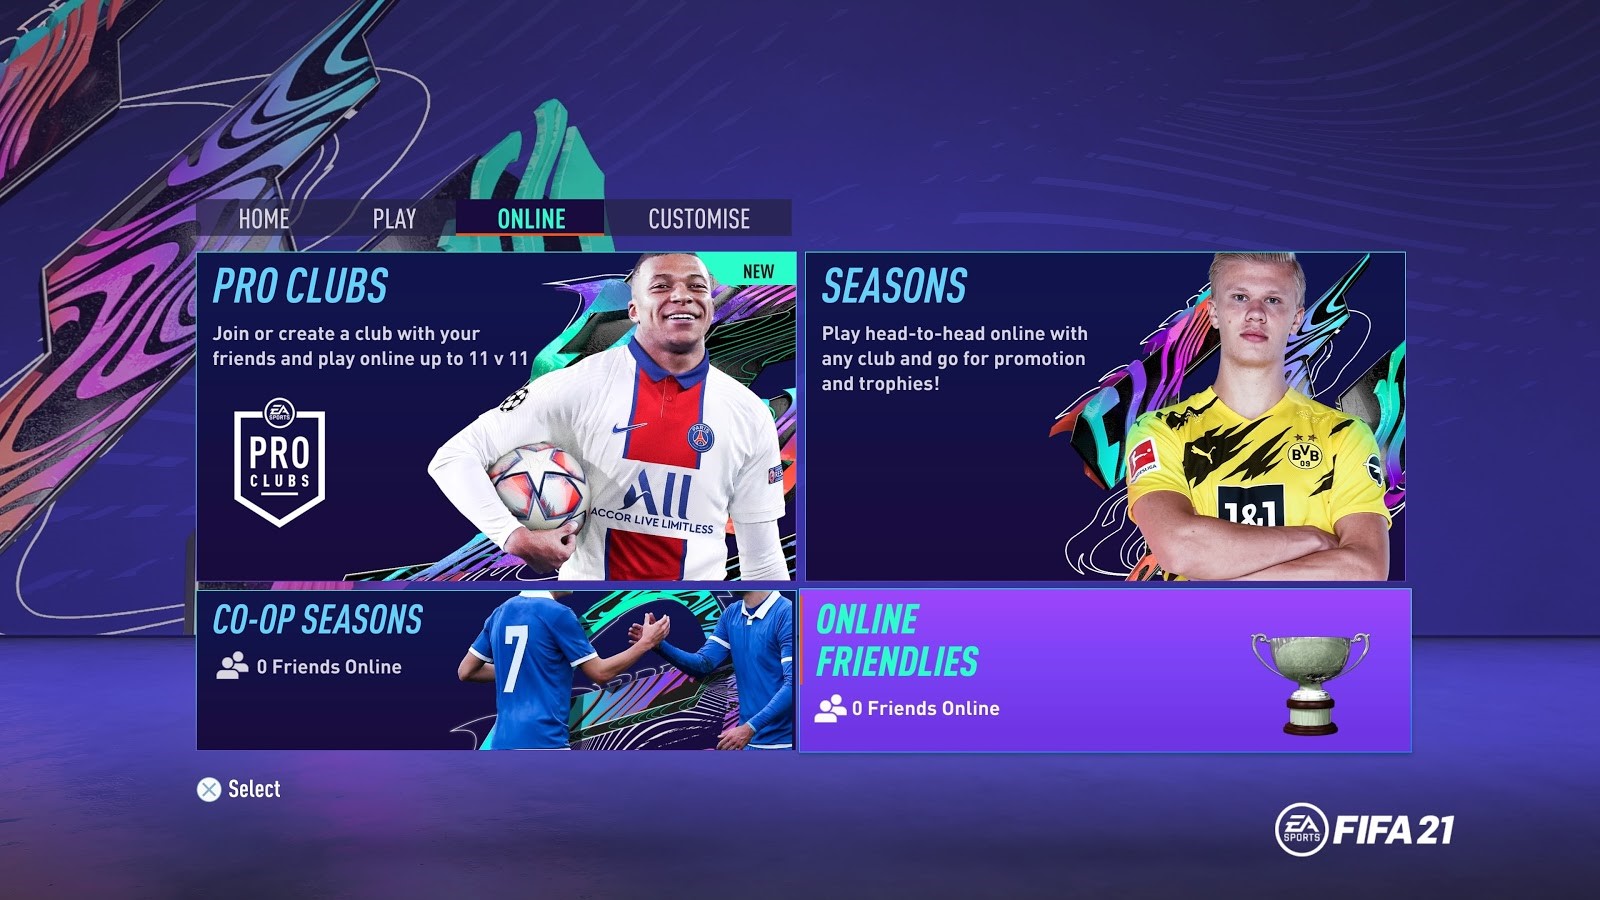 HOME
PLAY
ONLINE
CUSTOMISE
PRO CLUBS
NEW
Join or create a club with your
friends and play online up to 11 v 11
EA
SPORTS
PRO
CLUBS
PARIS
All
ACCOR LIVE LIMITLESS
SEASONS
Play head-to-head online with
any club and go for promotion
and trophies!
BUNDESLIGA
BVB
09
1&1
CO-OP SEASONS
0 Friends Online
7
ONLINE
FRIENDLIES
0 Friends Online
Select
EA
SPORTS
FIFA 21